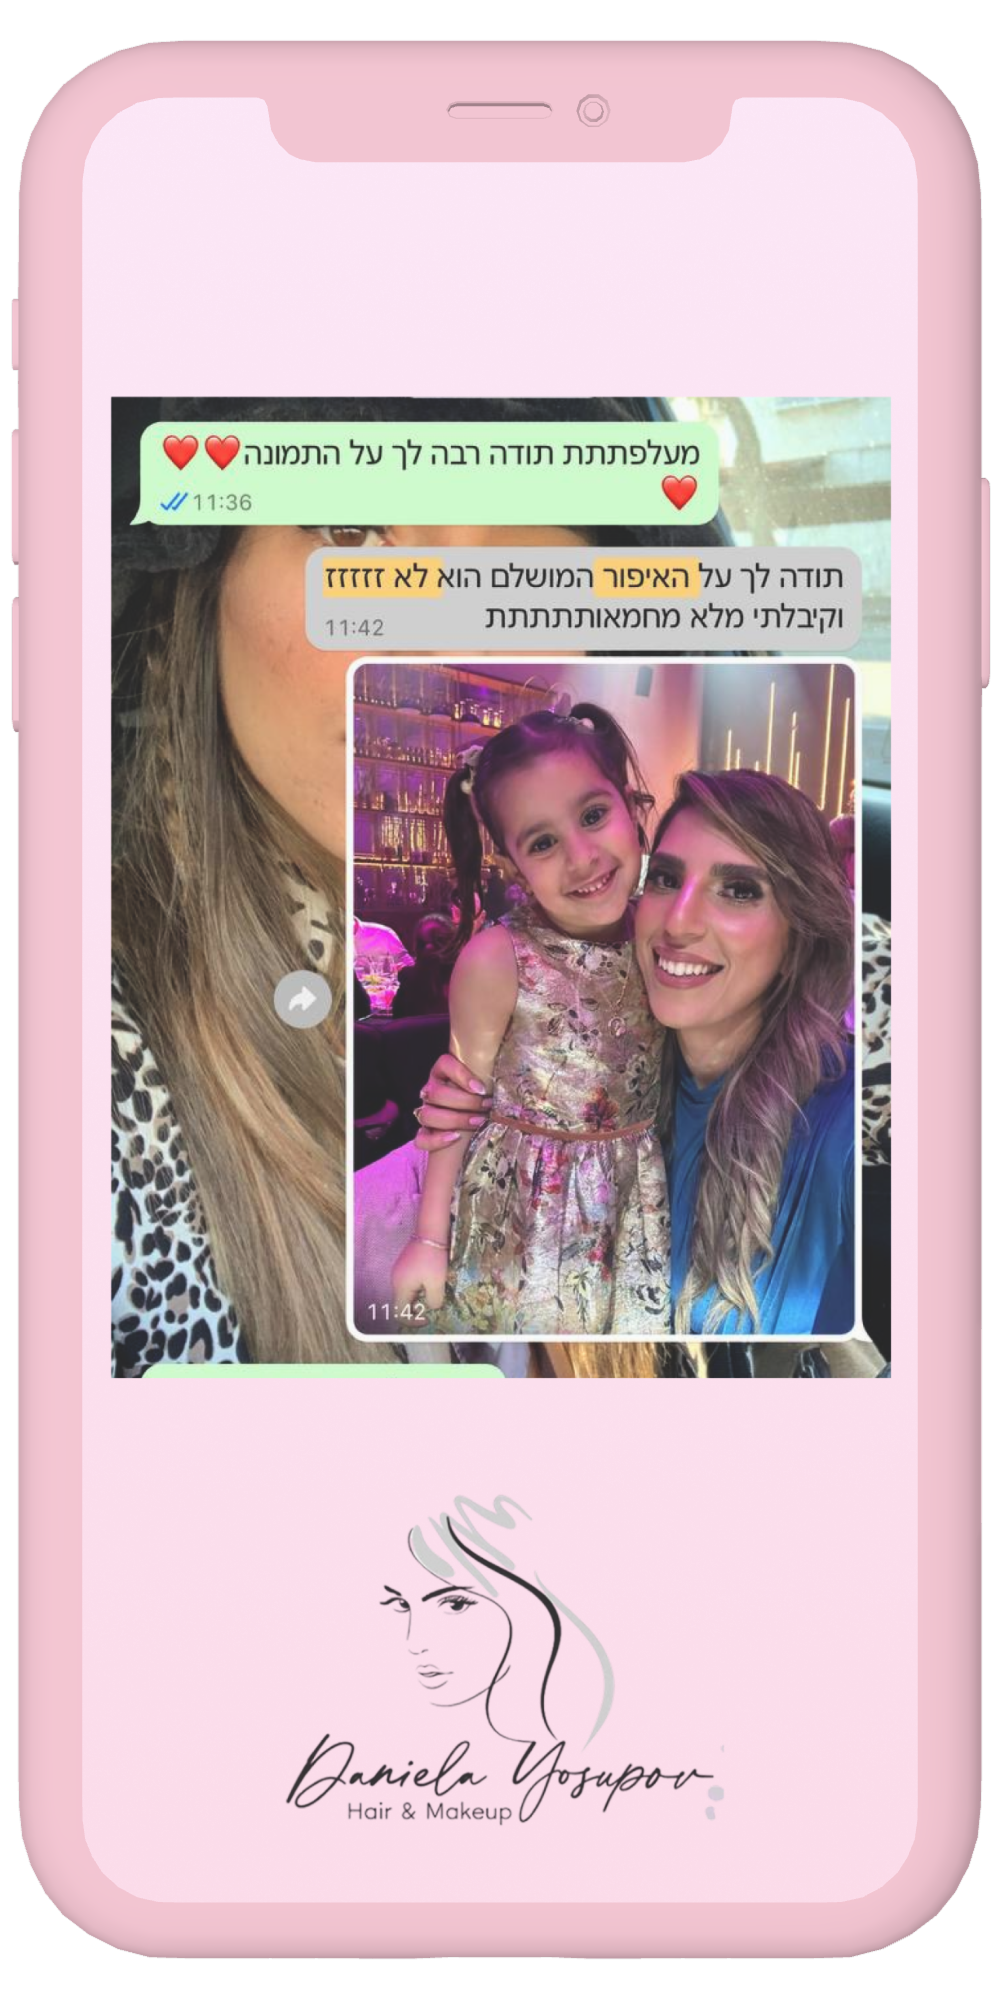 מעלפתתת תודה רבה לך על התמונה❤️❤️
❤️
11:36
תודה לך על האיפור המושלם הוא לא זזזזז
וקיבלתי מלא מחמאותתתתת
11:42
11:42
Daniela Yosupov
Hair & Makeup